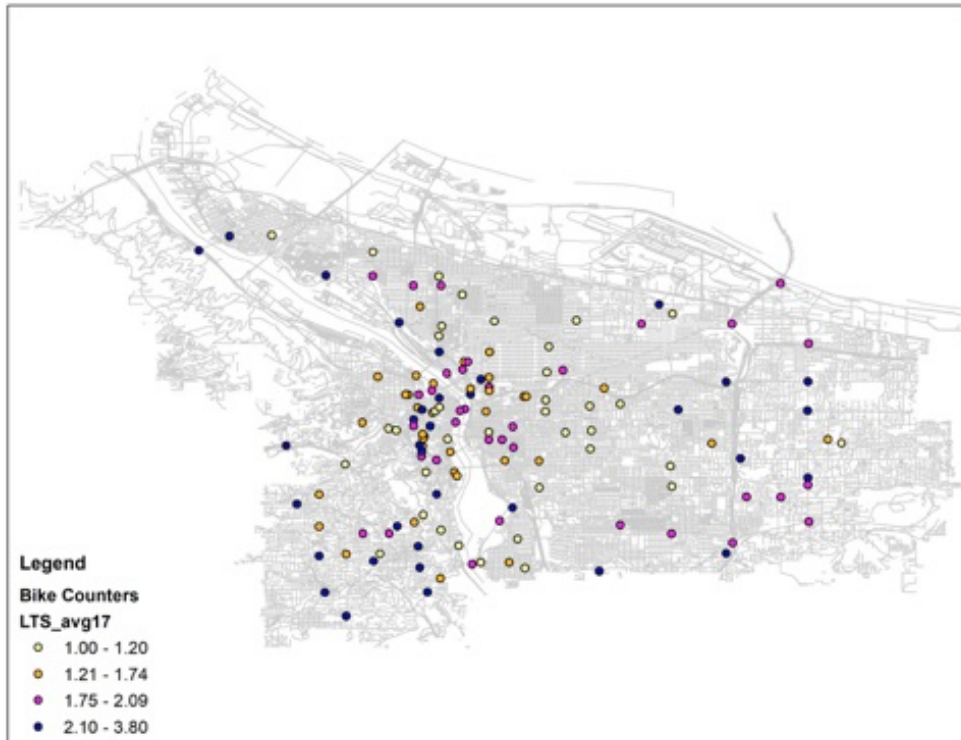 Legend
Bike Counters
LTS_avg17
1.00 - 1.20
1.21 - 1.74
1.75 - 2.09
2.10 - 3.80